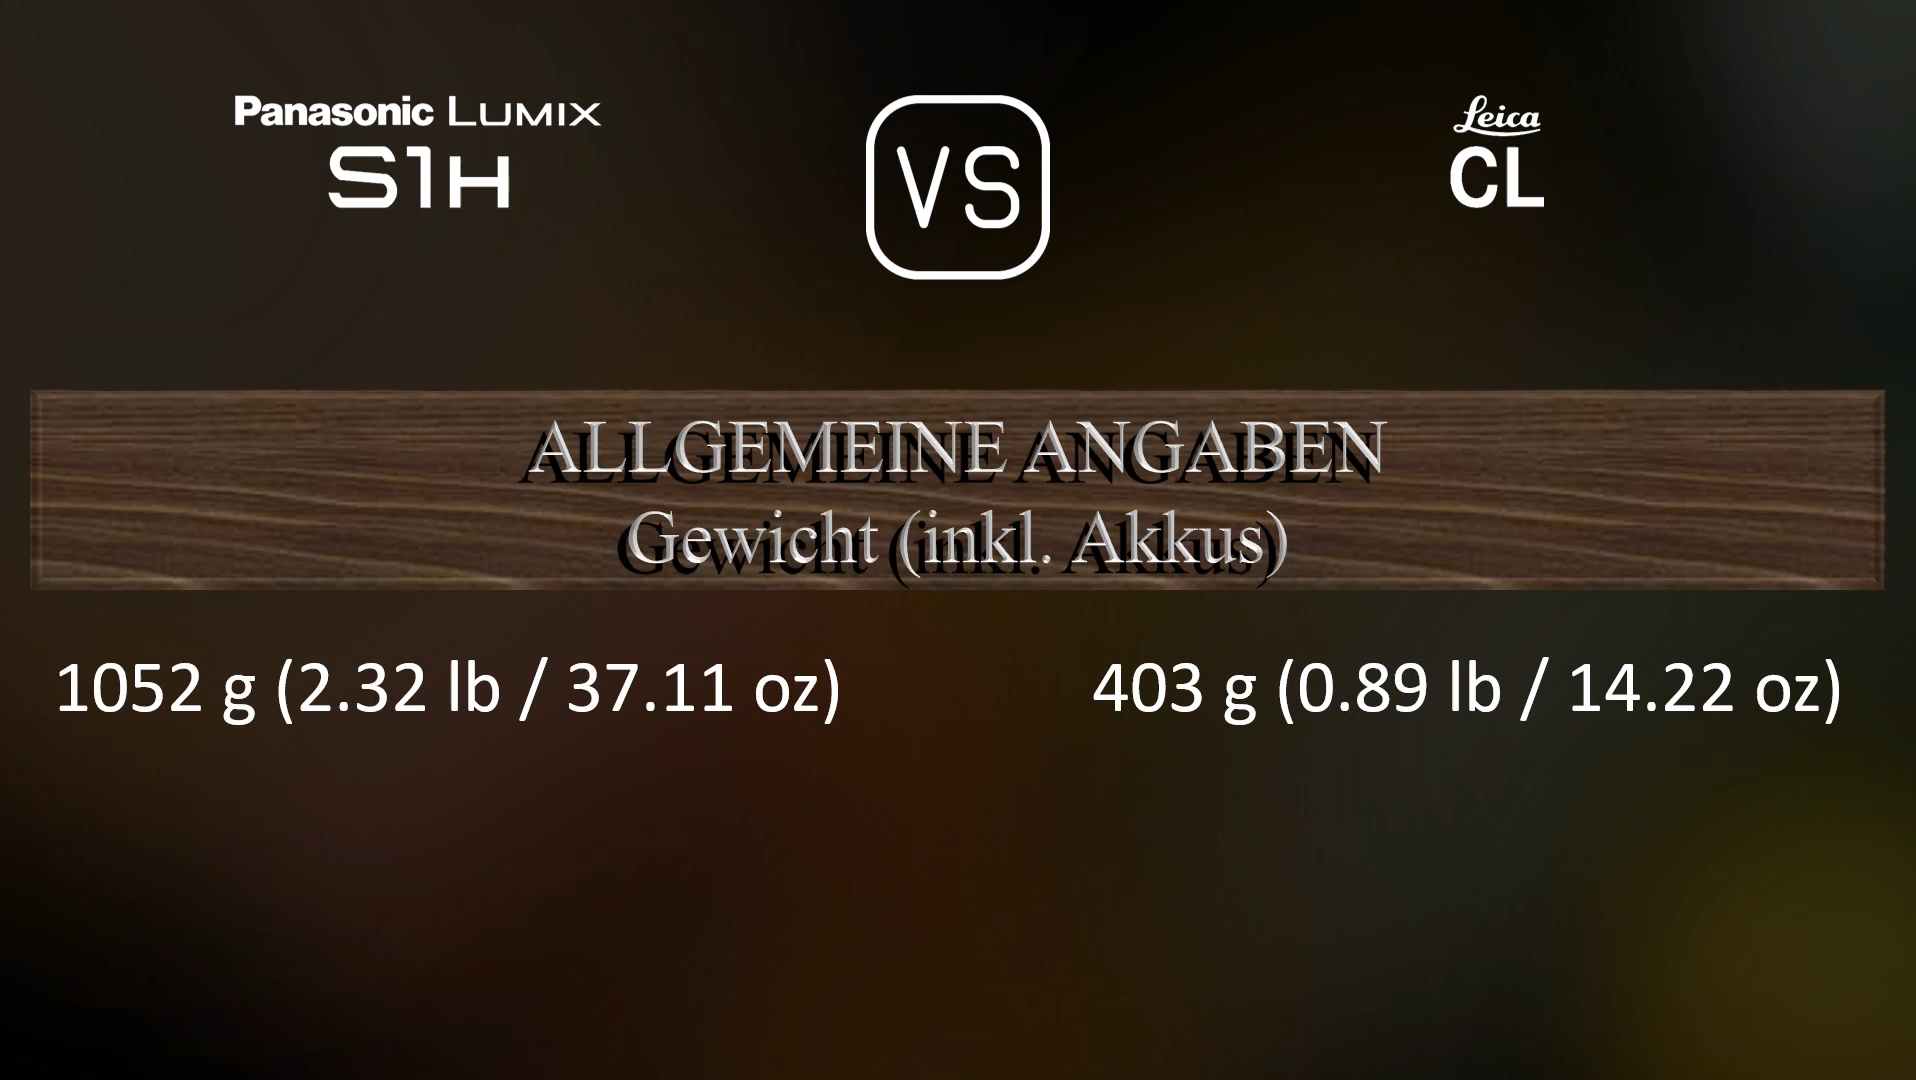 Panasonic LUMIX
S1H
VS
Leica
CL
ALLGEMEINE ANGABEN
Gewicht (inkl. Akkus)
1052 g (2.32 lb / 37.11 oz)
403 g (0.89 lb / 14.22 oz)